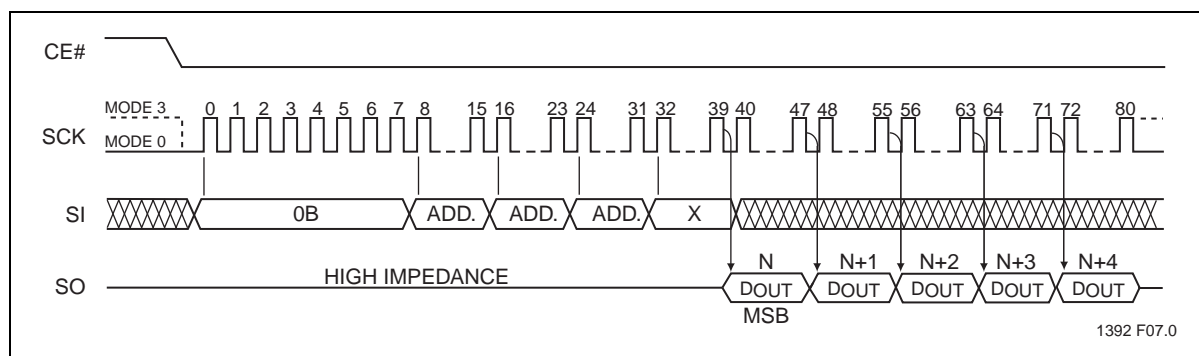 CE#
MODE 3
0 1 2 3 4 5 6 7 8 15 16 23 24 31 32 39 40 47 48 55 56 63 64 71 72 80
SCK
MODE 0
SI
0B ADD. ADD. ADD. X
N N+1 N+2 N+3 N+4
SO
HIGH IMPEDANCE
DOUT DOUT DOUT DOUT DOUT
MSB
1392 F07.0